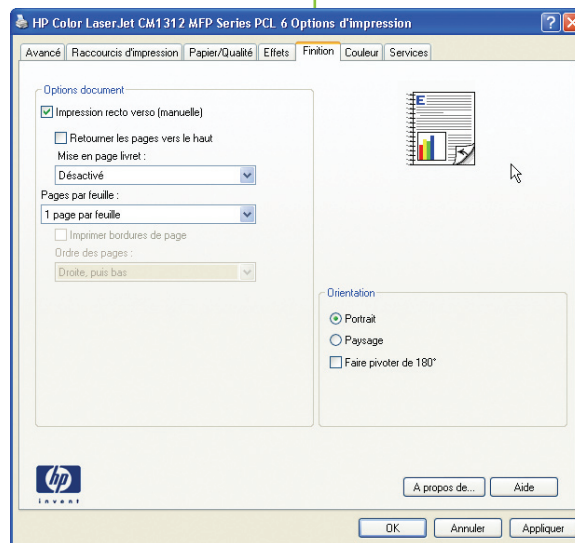 HP Color LaserJet CM1312 MFP Series PCL 6 Options d'impression
Avancé Raccourcis d'impression Papier/Qualité Effets Finition Couleur Services
Options document
Impression recto verso (manuelle)
Retourner les pages vers le haut
Mise en page livret :
Désactivé
Pages par feuille :
1 page par feuille
Imprimer bordures de page
Ordre des pages :
Droite, puis bas
E
Orientation
Portrait
Paysage
Faire pivoter de 180°
hp
invent
A propos de... Aide
OK Annuler Appliquer